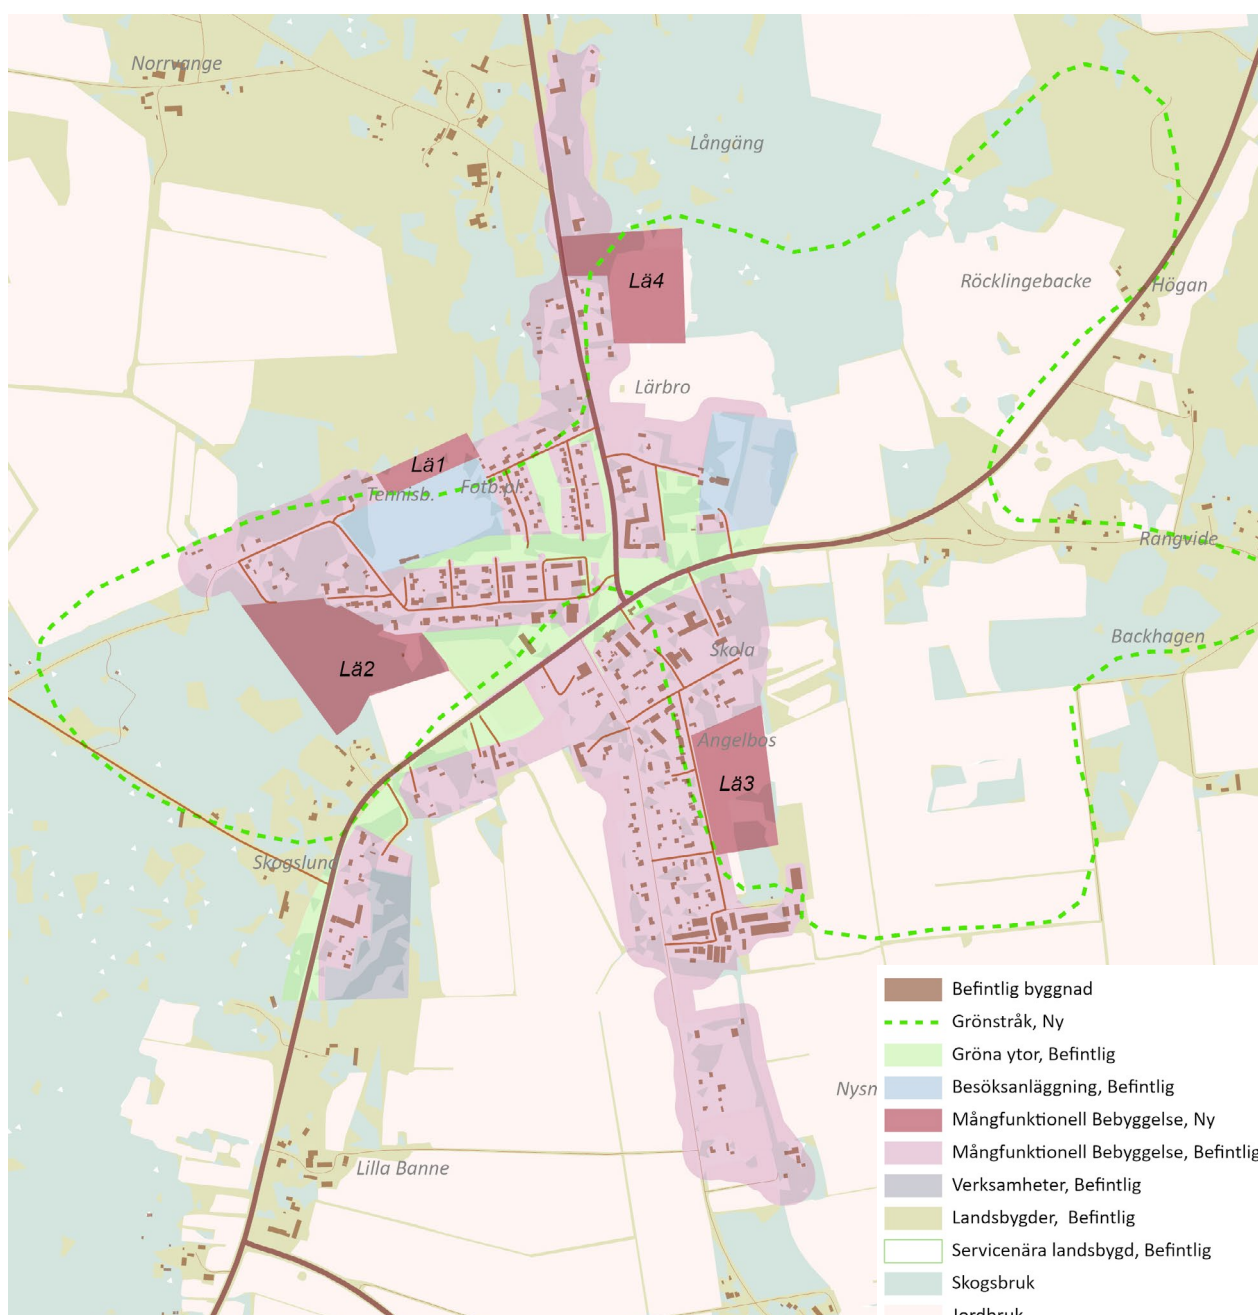 Norrvange
Långäng
Lä4
Röcklingebacke
Högan
Lärbro
Lä1
Tennisb.
Fotb.pl.
Rangvide
Backhagen
Skola
Lä2
Angelbos
Lä3
Skogslund
Lilla Banne
Befintlig byggnad
Grönstråk, Ny
Gröna ytor, Befintlig
Besöksanläggning, Befintlig
Mångfunktionell Bebyggelse, Ny
Mångfunktionell Bebyggelse, Befintlig
Verksamheter, Befintlig
Landsbygder, Befintlig
Servicenära landsbygd, Befintlig
Skogsbruk
Jordbruk